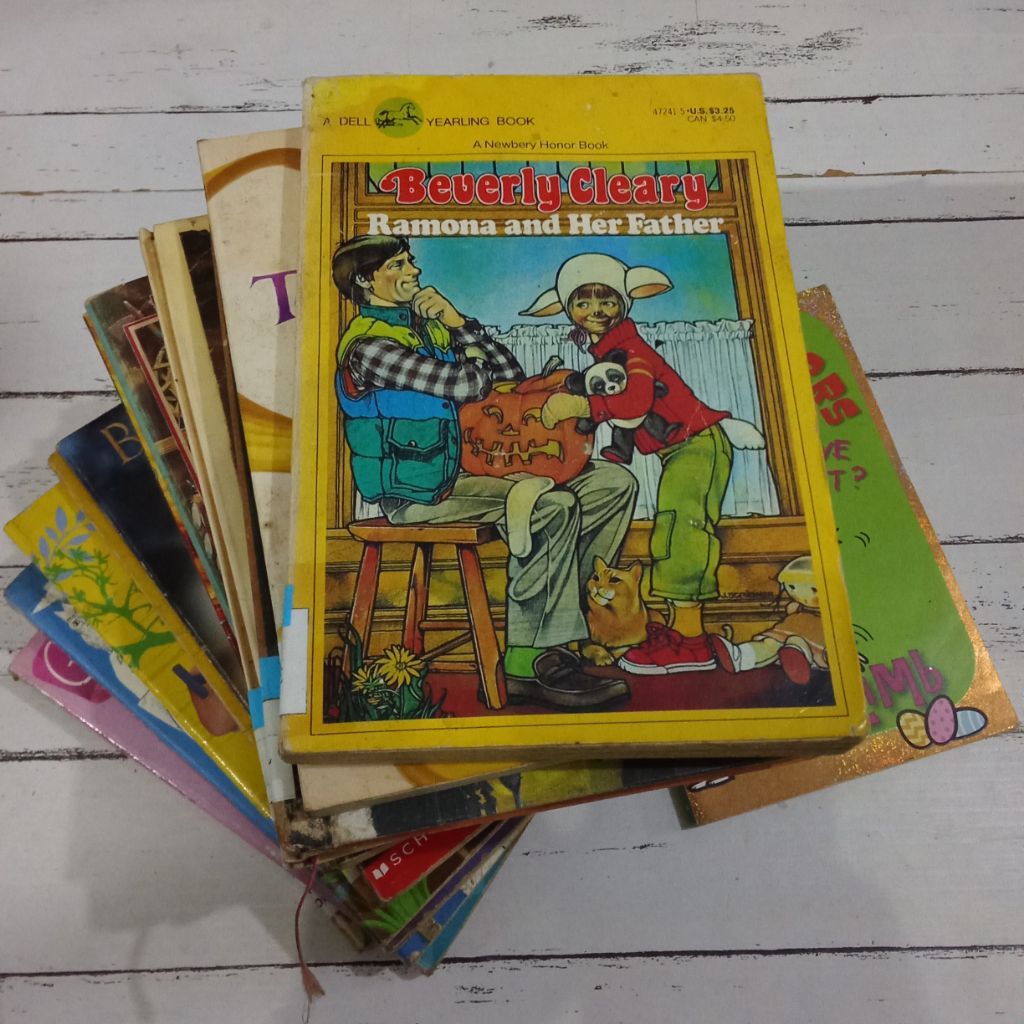 A DELL YEARLING BOOK
47241-5·U.S. $3.25
CAN $4.50
A Newbery Honor Book
Beverly Cleary
Ramona and Her Father
T
B
SCH